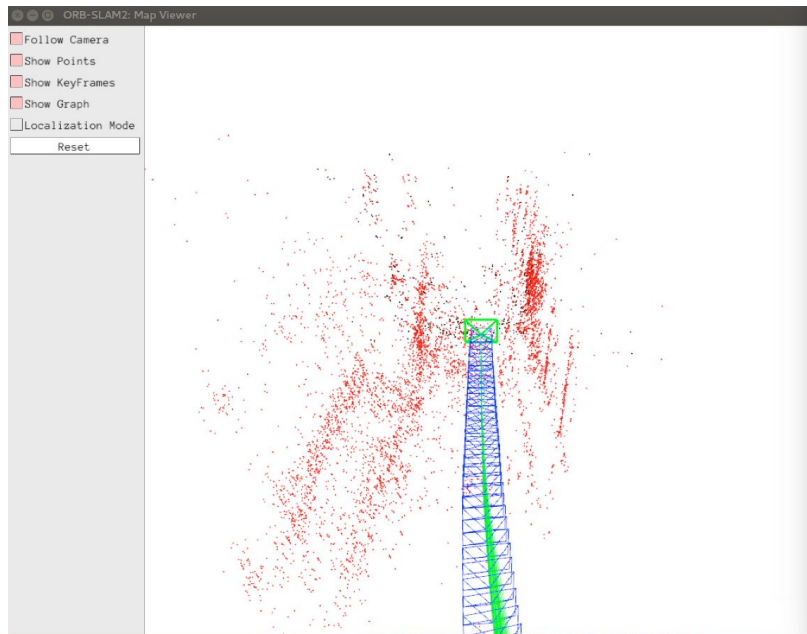 ORB-SLAM2: Map Viewer
Follow Camera
Show Points
Show KeyFrames
Show Graph
Localization Mode
Reset